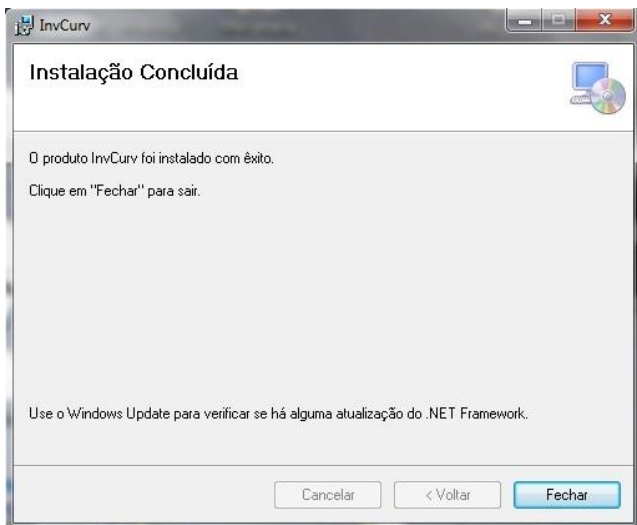 InvCurv
Instalação Concluída
O produto InvCurv foi instalado com êxito.
Clique em "Fechar" para sair.
Use o Windows Update para verificar se há alguma atualização do .NET Framework.
Cancelar
< Voltar
Fechar